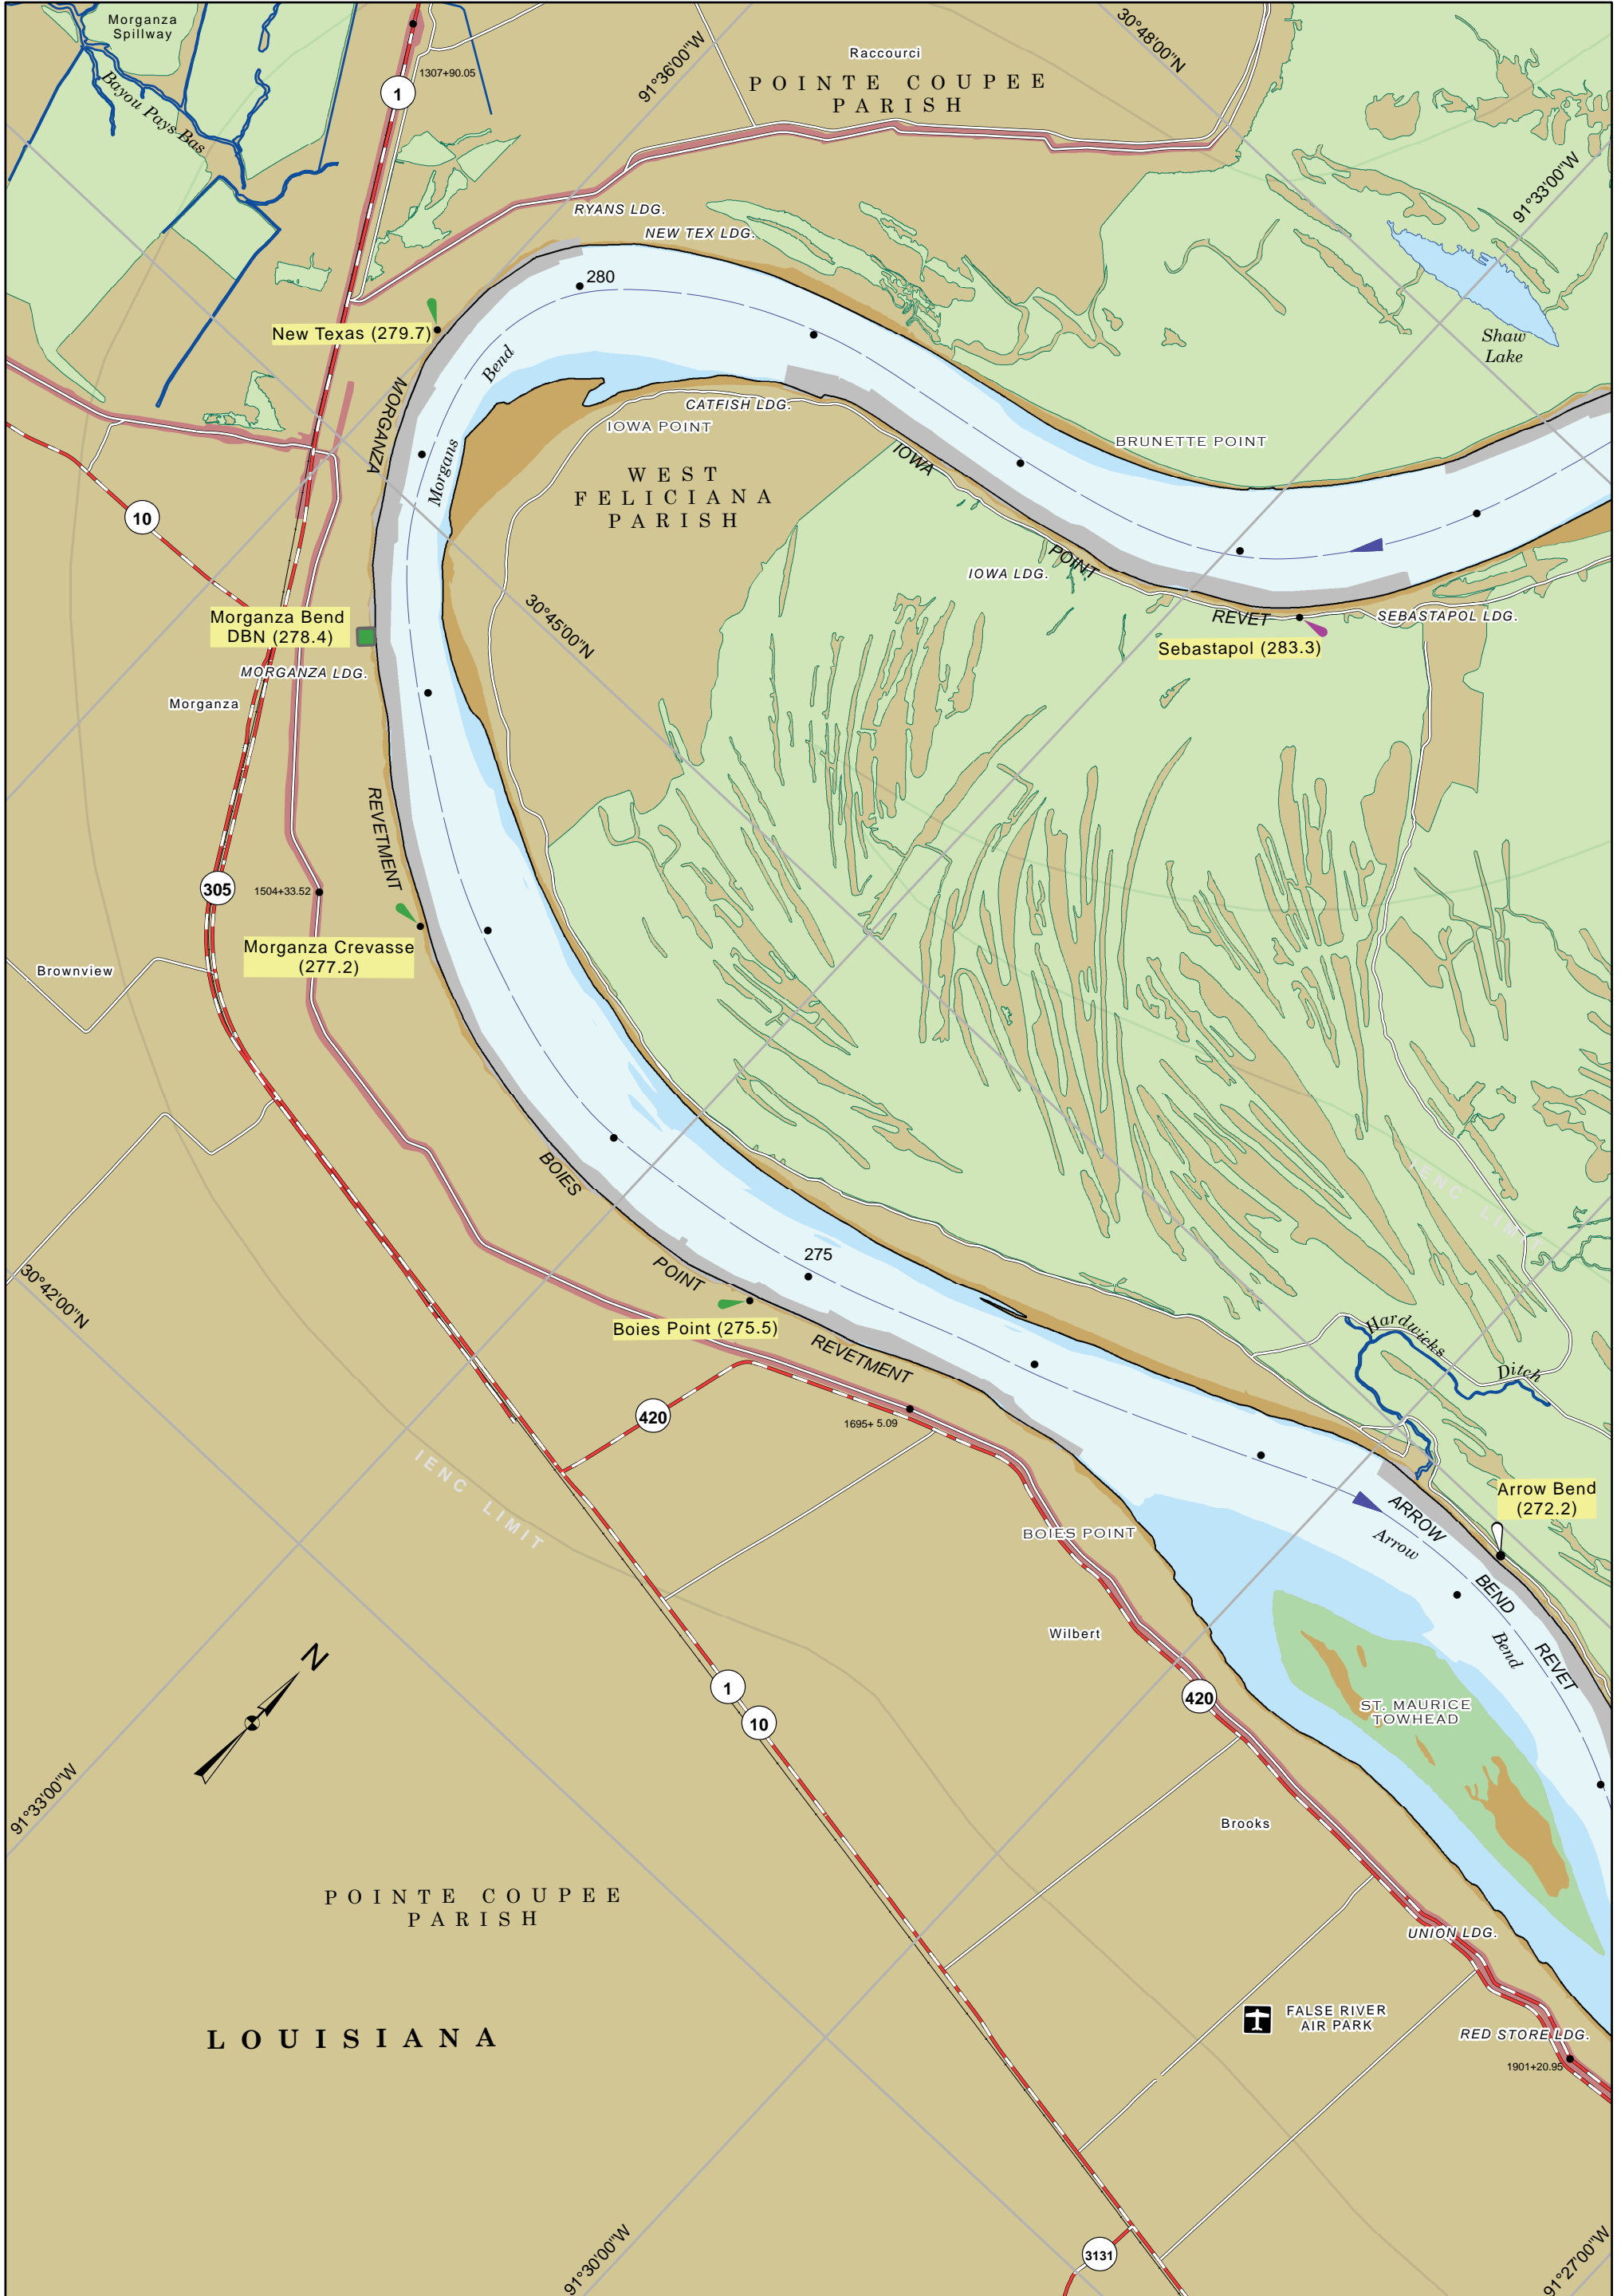 Morganza
Spillway
Bayou Pays Bas
1307+90.05
1
91°36'00"W
Raccourci
POINTE COUPEE
PARISH
30°48'00"N
91°33'00"W
RYANS LDG.
NEW TEX LDG.
280
New Texas (279.7)
Shaw
Lake
Bend
Morgans
MORGANZA
CATFISH LDG.
IOWA POINT
BRUNETTE POINT
WEST
FELICIANA
PARISH
IOWA
POINT
REVET
10
IOWA LDG.
SEBASTAPOL LDG.
Sebastapol (283.3)
30°45'00"N
Morganza Bend
DBN (278.4)
MORGANZA LDG.
Morganza
REVETMENT
305
1504+33.52
Morganza Crevasse
(277.2)
Brownview
BOIES
POINT
REVETMENT
275
30°42'00"N
Boies Point (275.5)
IENC LIMIT
Hardwicks
Ditch
420
1695+ 5.09
IENC LIMIT
BOIES POINT
Arrow Bend
(272.2)
ARROW
BEND
REVET
Arrow
Bend
Wilbert
N
1
10
420
ST. MAURICE
TOWHEAD
91°33'00"W
Brooks
POINTE COUPEE
PARISH
UNION LDG.
LOUISIANA
FALSE RIVER
AIR PARK
RED STORE LDG.
1901+20.95
3131
91°30'00"W
91°27'00"W